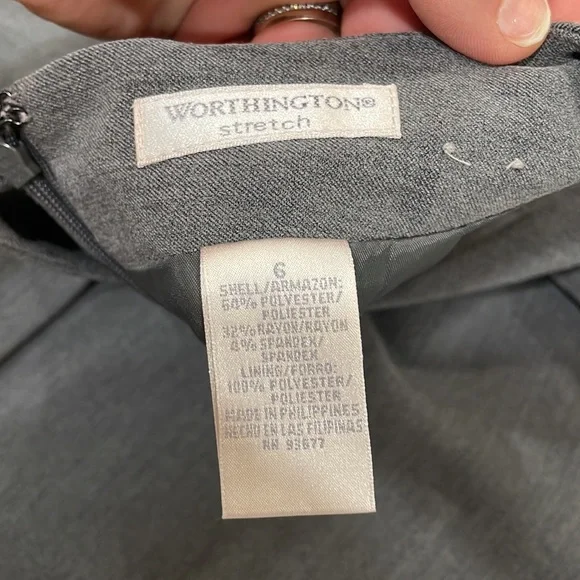 WORTHINGTON®
stretch
6
SHELL/ARMAZON:
64% POLYESTER/
POLIESTER
32% RAYON/RAYON
4% SPANDEX/
SPANDEX
LINING/FORRO:
100% POLYESTER/
POLIESTER
MADE IN PHILIPPINES
HECHO EN LAS FILIPINAS
RN 93677